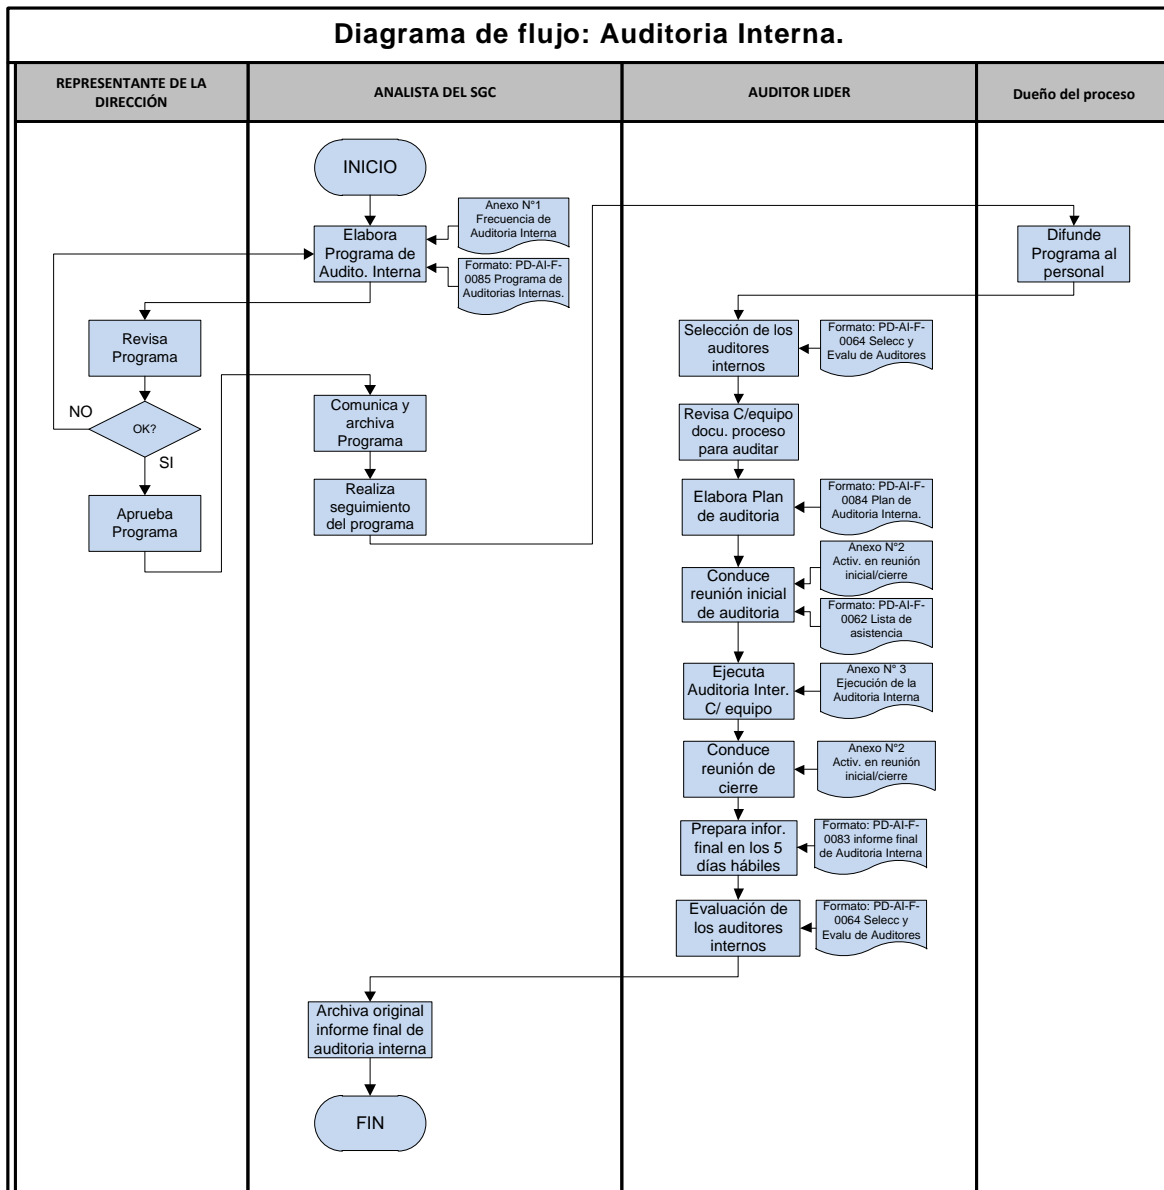 Diagrama de flujo: Auditoria Interna.
REPRESENTANTE DE LA
DIRECCIÓN
ANALISTA DEL SGC
AUDITOR LIDER
Dueño del proceso
INICIO
Elabora
Programa de
Audito. Interna
Anexo N°1
Frecuencia de
Auditoria Interna
Formato: PD-AI-F-
0085 Programa de
Auditorias Internas.
Difunde
Programa al
personal
Revisa
Programa
OK?
NO
SI
Aprueba
Programa
Comunica y
archiva
Programa
Realiza
seguimiento
del programa
Selección de los
auditores
internos
Formato: PD-AI-F-
0064 Selecc y
Evalu de Auditores
Revisa C/equipo
docu. proceso
para auditar
Elabora Plan
de auditoria
Formato: PD-AI-F-
0084 Plan de
Auditoria Interna.
Conduce
reunión inicial
de auditoria
Anexo N°2
Activ. en reunión
inicial/cierre
Formato: PD-AI-F-
0062 Lista de
asistencia
Ejecuta
Auditoria Inter.
C/ equipo
Anexo N° 3
Ejecución de la
Auditoria Interna
Conduce
reunión de
cierre
Anexo N°2
Activ. en reunión
inicial/cierre
Prepara infor.
final en los 5
días hábiles
Formato: PD-AI-F-
0083 informe final
de Auditoria Interna
Evaluación de
los auditores
internos
Formato: PD-AI-F-
0064 Selecc y
Evalu de Auditores
Archiva original
informe final de
auditoria interna
FIN